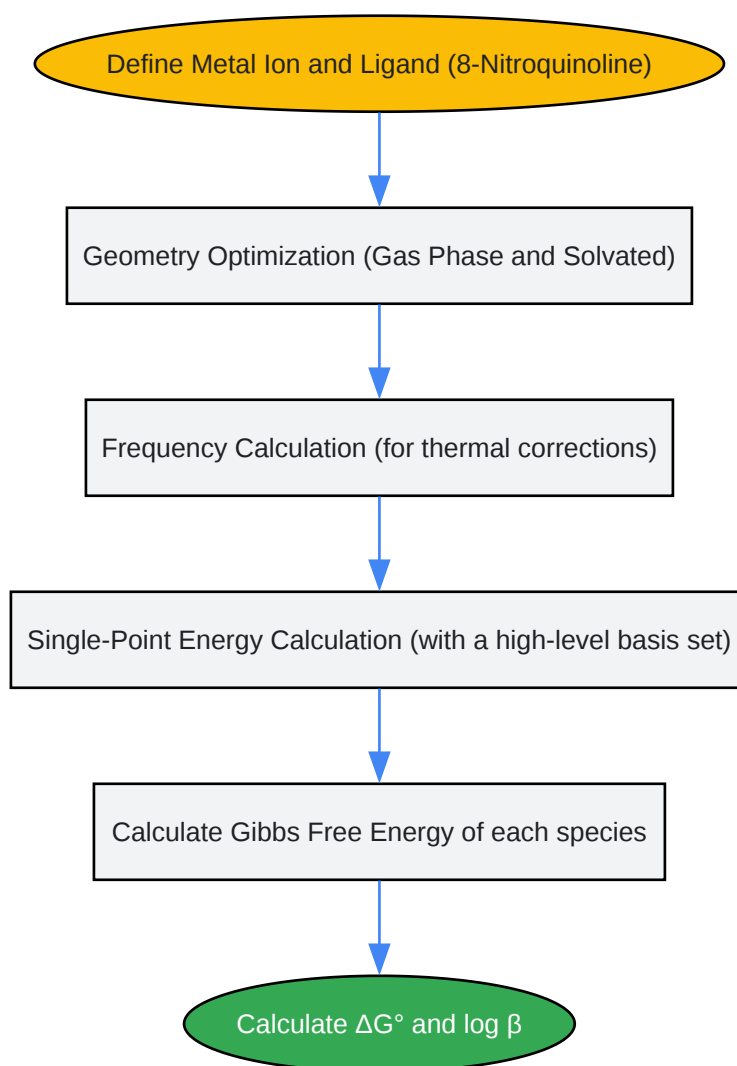 Define Metal Ion and Ligand (8-Nitroquinoline)
Geometry Optimization (Gas Phase and Solvated)
Frequency Calculation (for thermal corrections)
Single-Point Energy Calculation (with a high-level basis set)
Calculate Gibbs Free Energy of each species
Calculate ΔG° and log β